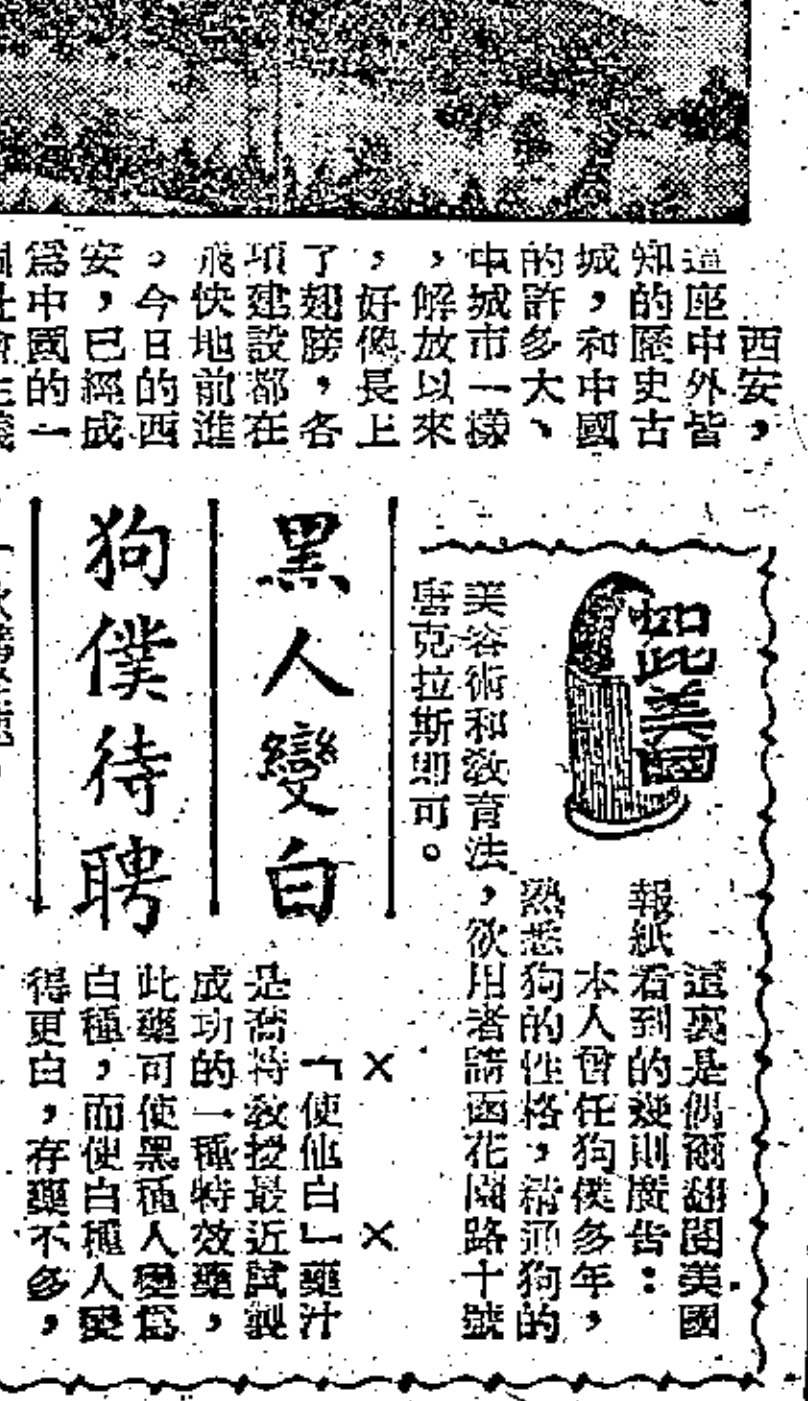 西安，
這座中外皆
知的歷史古
城，和中國
的許多大、
中城市一樣
，解放以來
，好像長上
了翅膀，各
項建設都在
飛快地前進
。今日的西
安，已經成
爲中國的一
如此美國
黑人變白
狗僕待聘
這裏是偶爾翻閱美國
報紙看到的幾則廣告：
本人曾任狗僕多年，
熟悉狗的性格，精通狗的
美容術和教育法，欲用者請函花園路十號
唐克拉斯即可。
× ×
「使他白」藥汁
是喬特教授最近試製
成功的一種特效藥，
此藥可使黑種人變爲
白種，而使白種人變
得更白，存藥不多，